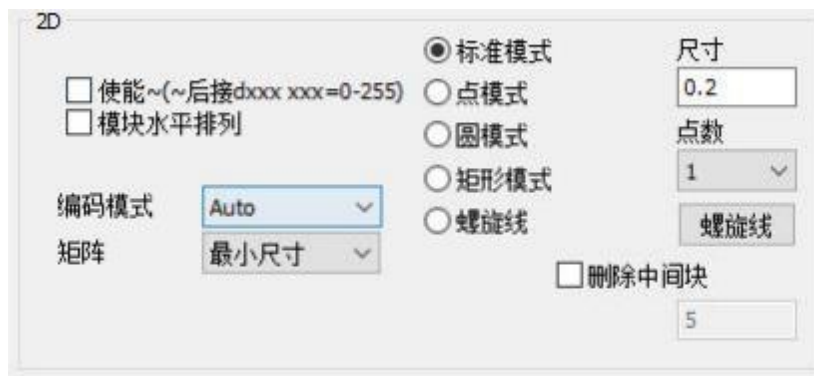 2D
使能~(~后接dxxx xxx=0-255)
模块水平排列
编码模式 Auto
矩阵 最小尺寸
标准模式
点模式
圆模式
矩形模式
螺旋线
尺寸
0.2
点数
1
螺旋线
删除中间块
5